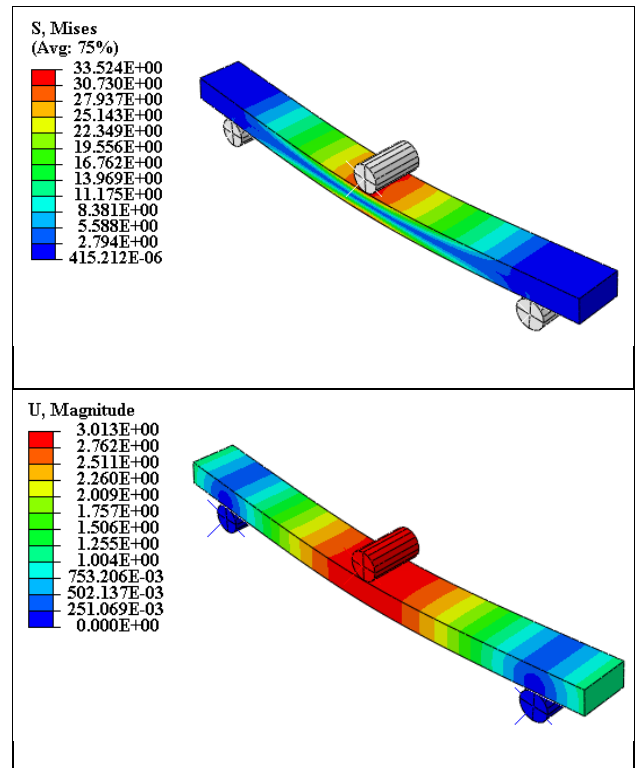 S, Mises
(Avg: 75%)
33.524E+00
30.730E+00
27.937E+00
25.143E+00
22.349E+00
19.556E+00
16.762E+00
13.969E+00
11.175E+00
8.381E+00
5.588E+00
2.794E+00
415.212E-06
U, Magnitude
3.013E+00
2.762E+00
2.511E+00
2.260E+00
2.009E+00
1.757E+00
1.506E+00
1.255E+00
1.004E+00
753.206E-03
502.137E-03
251.069E-03
0.000E+00